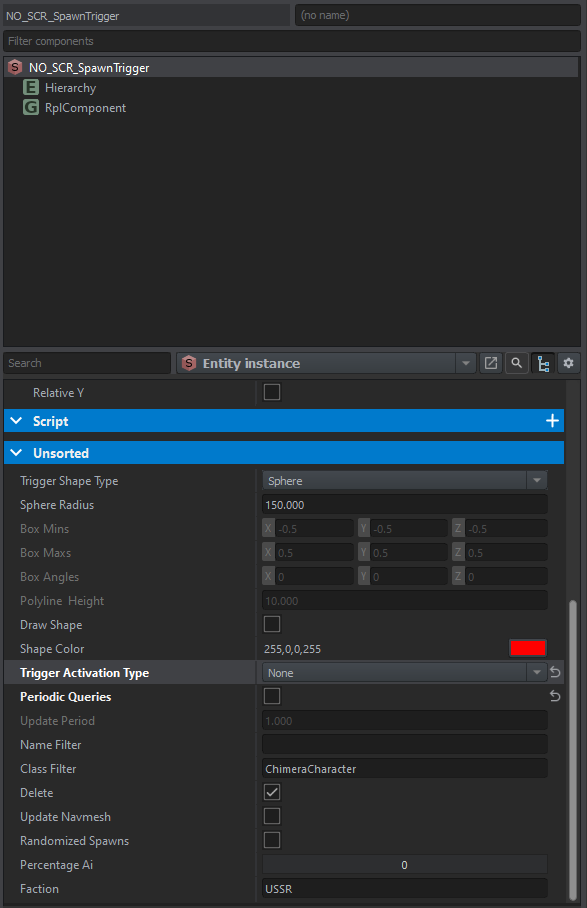 NO_SCR_SpawnTrigger (no name)
Filter components
S NO_SCR_SpawnTrigger
E Hierarchy
G RplComponent
Search S Entity instance
Relative Y
Script
Unsorted
Trigger Shape Type Sphere
Sphere Radius 150.000
Box Mins X -0.5 Y -0.5 Z -0.5
Box Maxs X 0.5 Y 0.5 Z 0.5
Box Angles X 0 Y 0 Z 0
Polyline Height 10.000
Draw Shape
Shape Color 255,0,0,255
Trigger Activation Type None
Periodic Queries
Update Period 1.000
Name Filter
Class Filter ChimeraCharacter
Delete
Update Navmesh
Randomized Spawns
Percentage Ai 0
Faction USSR